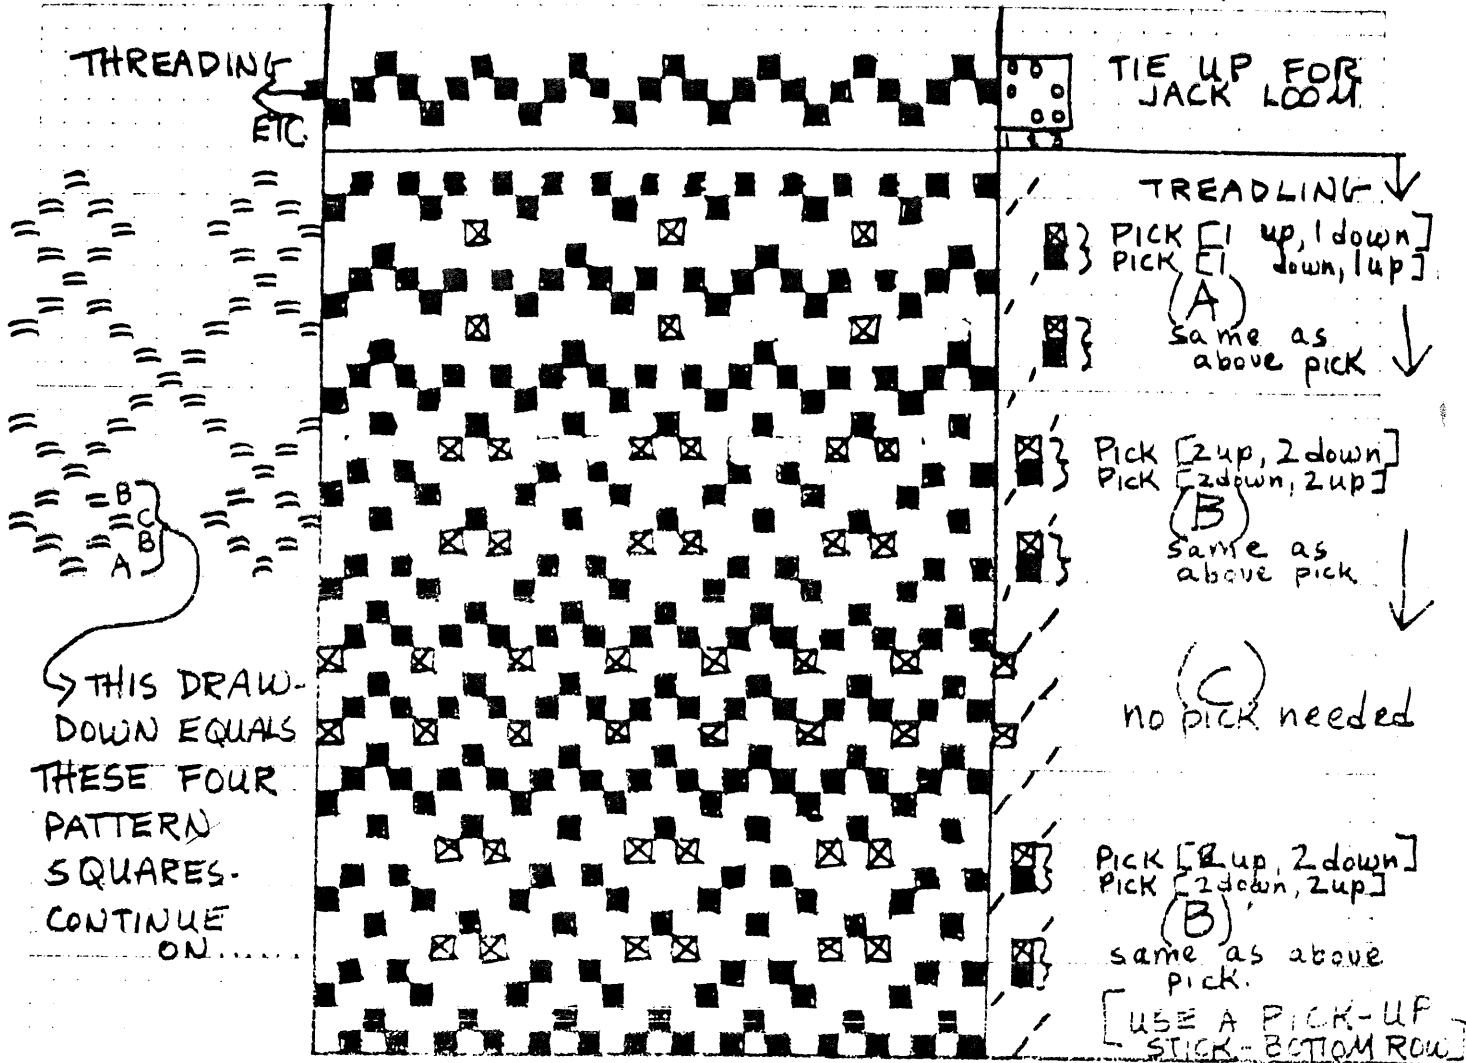 THREADING
ETC.
TIE UP FOR
JACK LOOM
1 2 3
TREADLING
PICK [1 up, 1 down]
PICK [1 down, 1 up]
(A)
same as
above pick
Pick [2 up, 2 down]
Pick [2 down, 2 up]
(B)
same as
above pick
B
C
B
A
(C)
no pick needed
THIS DRAW-
DOWN EQUALS
THESE FOUR
PATTERN
SQUARES.
CONTINUE
ON......
PICK [2 up, 2 down]
PICK [2 down, 2 up]
(B)
same as above
pick.
[USE A PICK-UP
STICK-BOTTOM ROW]